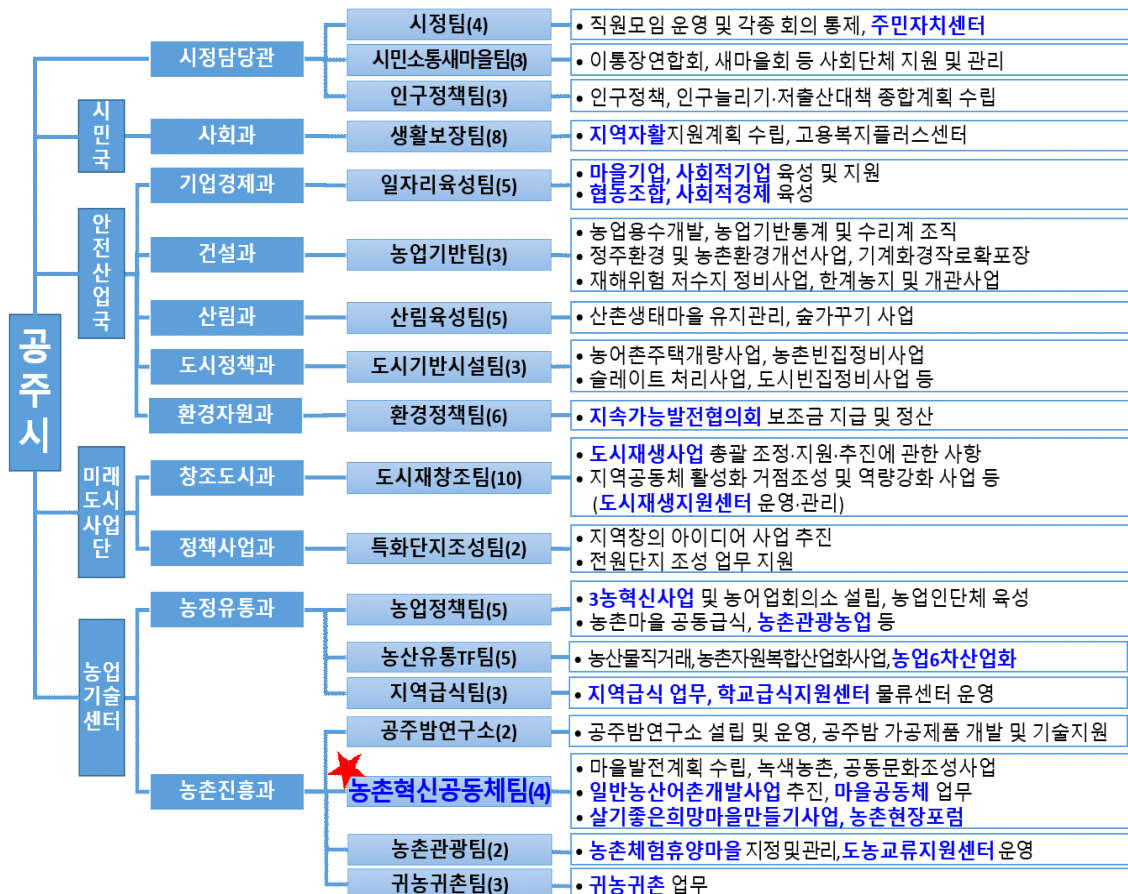 공주시
시정담당관
시정팀(4)
• 직원모임 운영 및 각종 회의 통제, 주민자치센터
시민소통새마을팀(3)
• 이통장연합회, 새마을회 등 사회단체 지원 및 관리
인구정책팀(3)
• 인구정책, 인구늘리기·저출산대책 종합계획 수립
시민국
사회과
생활보장팀(8)
• 지역자활지원계획 수립, 고용복지플러스센터
안전산업국
기업경제과
일자리육성팀(5)
• 마을기업, 사회적기업 육성 및 지원
• 협동조합, 사회적경제 육성
건설과
농업기반팀(3)
• 농업용수개발, 농업기반통계 및 수리계 조직
• 정주환경 및 농촌환경개선사업, 기계화경작로확포장
• 재해위험 저수지 정비사업, 한계농지 및 개관사업
산림과
산림육성팀(5)
• 산촌생태마을 유지관리, 숲가꾸기 사업
도시정책과
도시기반시설팀(3)
• 농어촌주택개량사업, 농촌빈집정비사업
• 슬레이트 처리사업, 도시빈집정비사업 등
환경자원과
환경정책팀(6)
• 지속가능발전협의회 보조금 지급 및 정산
미래
도시
사업
단
창조도시과
도시재창조팀(10)
• 도시재생사업 총괄 조정·지원·추진에 관한 사항
• 지역공동체 활성화 거점조성 및 역량강화 사업 등
(도시재생지원센터 운영·관리)
정책사업과
특화단지조성팀(2)
• 지역창의 아이디어 사업 추진
• 전원단지 조성 업무 지원
농업
기술
센터
농정유통과
농업정책팀(5)
• 3농혁신사업 및 농어업회의소 설립, 농업인단체 육성
• 농촌마을 공동급식, 농촌관광농업 등
농산유통TF팀(5)
• 농산물직거래,농촌자원복합산업화사업,농업6차산업화
지역급식팀(3)
• 지역급식 업무, 학교급식지원센터 물류센터 운영
농촌진흥과
공주밤연구소(2)
• 공주밤연구소 설립 및 운영, 공주밤 가공제품 개발 및 기술지원
농촌혁신공동체팀(4)
• 마을발전계획 수립, 녹색농촌, 공동문화조성사업
• 일반농산어촌개발사업 추진, 마을공동체 업무
• 살기좋은희망마을만들기사업, 농촌현장포럼
농촌관광팀(2)
• 농촌체험휴양마을 지정및관리,도농교류지원센터 운영
귀농귀촌팀(3)
• 귀농귀촌 업무